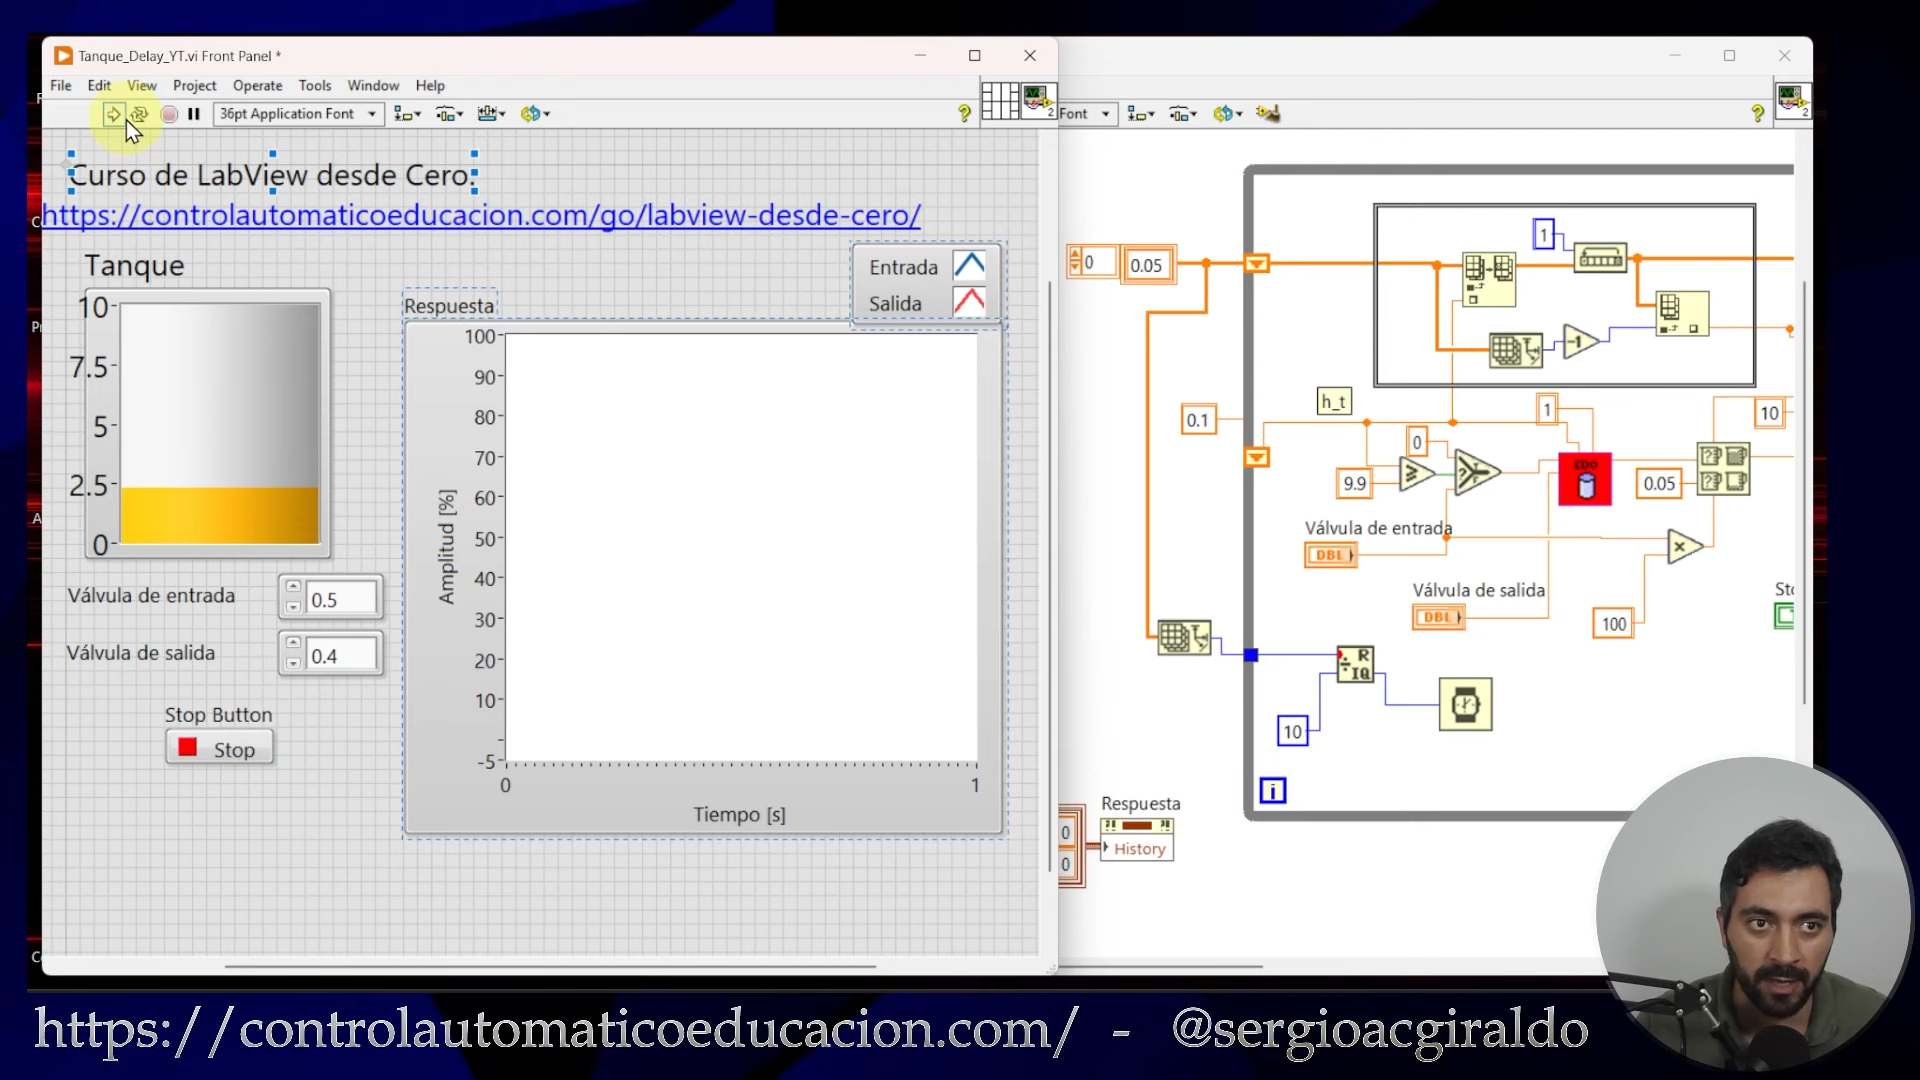 Tanque_Delay_YT.vi Front Panel *
File Edit View Project Operate Tools Window Help
36pt Application Font
Font
2
2
Curso de LabView desde Cero:
https://controlautomaticoeducacion.com/go/labview-desde-cero/
Tanque
10
7.5
5
2.5
0
Válvula de entrada
0.5
Válvula de salida
0.4
Stop Button
Stop
Entrada
Salida
Respuesta
100
90
80
70
60
50
40
30
20
10
-5
0
1
Amplitud [%]
Tiempo [s]
0
0.05
1
-1
h_t
0.1
1
10
0
9.9
EDO
0.05
Válvula de entrada
DBL
Válvula de salida
DBL
100
R
IQ
10
i
Respuesta
History
0
0
https://controlautomaticoeducacion.com/ - @sergioacgiraldo